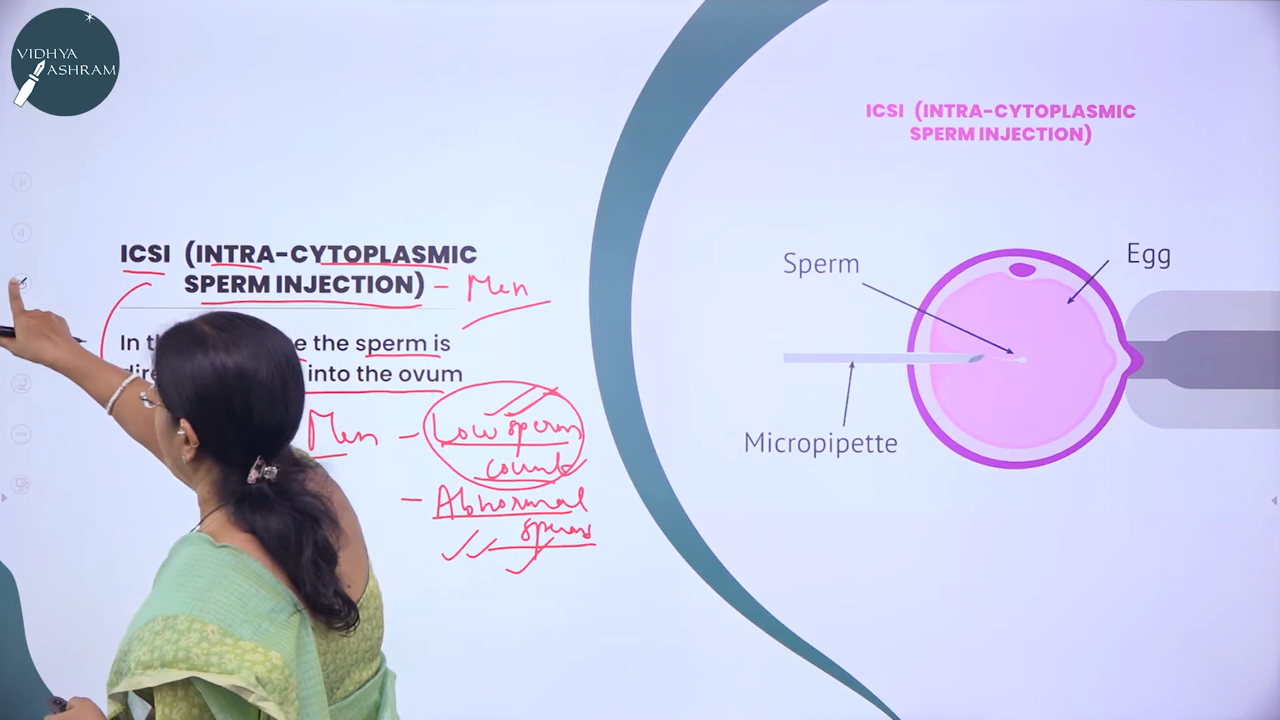 VIDHYA
ASHRAM
ICSI (INTRA-CYTOPLASMIC
SPERM INJECTION) – Men
In th e the sperm is
dire into the ovum
Men – Low sperm
count
– Abnormal
sperms
ICSI (INTRA-CYTOPLASMIC
SPERM INJECTION)
Sperm
Egg
Micropipette